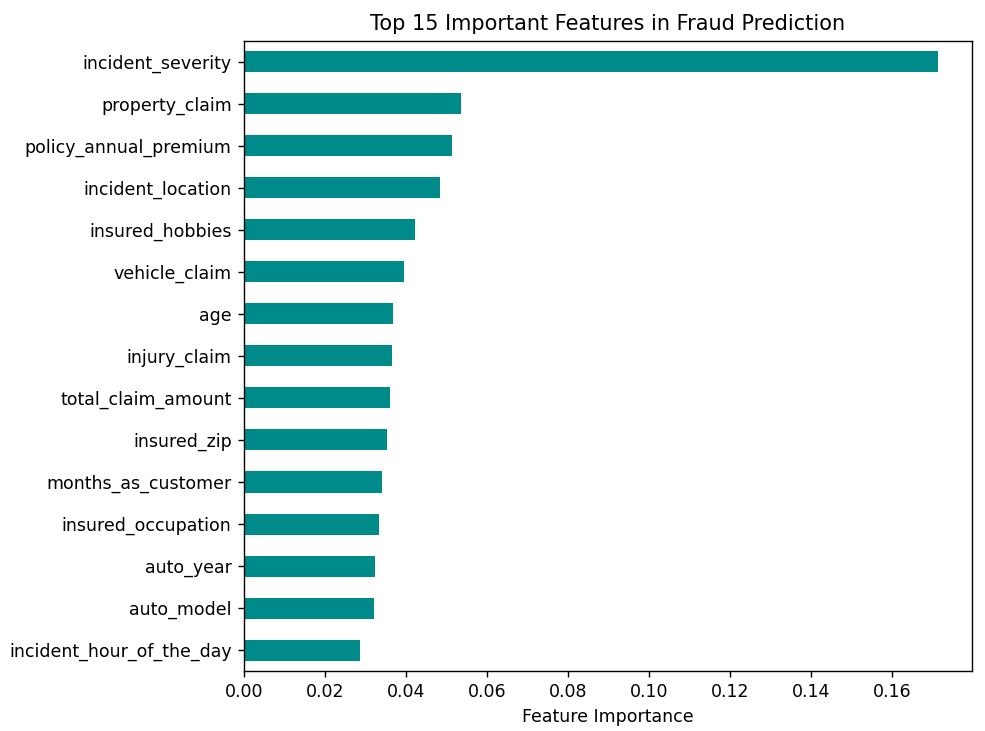 Top 15 Important Features in Fraud Prediction
incident_severity
property_claim
policy_annual_premium
incident_location
insured_hobbies
vehicle_claim
age
injury_claim
total_claim_amount
insured_zip
months_as_customer
insured_occupation
auto_year
auto_model
incident_hour_of_the_day
0.00 0.02 0.04 0.06 0.08 0.10 0.12 0.14 0.16
Feature Importance